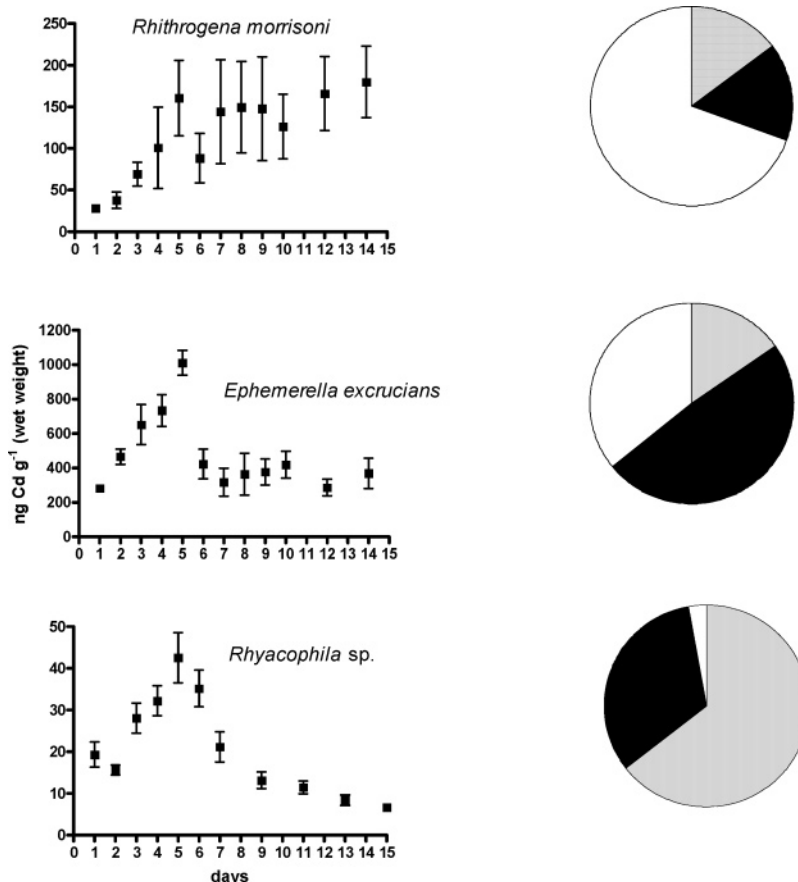 Rhithrogena morrisoni
250
200
150
100
50
0
0 1 2 3 4 5 6 7 8 9 10 11 12 13 14 15
ng Cd g-1 (wet weight)
Ephemerella excrucians
1200
1000
800
600
400
200
0
0 1 2 3 4 5 6 7 8 9 10 11 12 13 14 15
Rhyacophila sp.
50
40
30
20
10
0
0 1 2 3 4 5 6 7 8 9 10 11 12 13 14 15
days